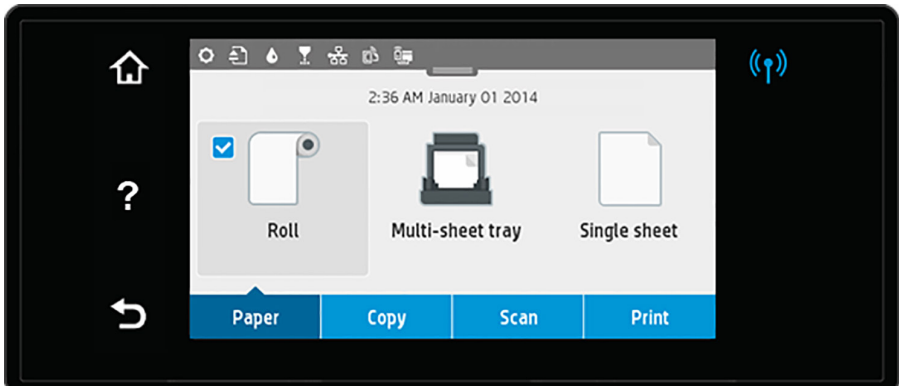 2:36 AM January 01 2014
Roll
Multi-sheet tray
Single sheet
Paper
Copy
Scan
Print
?